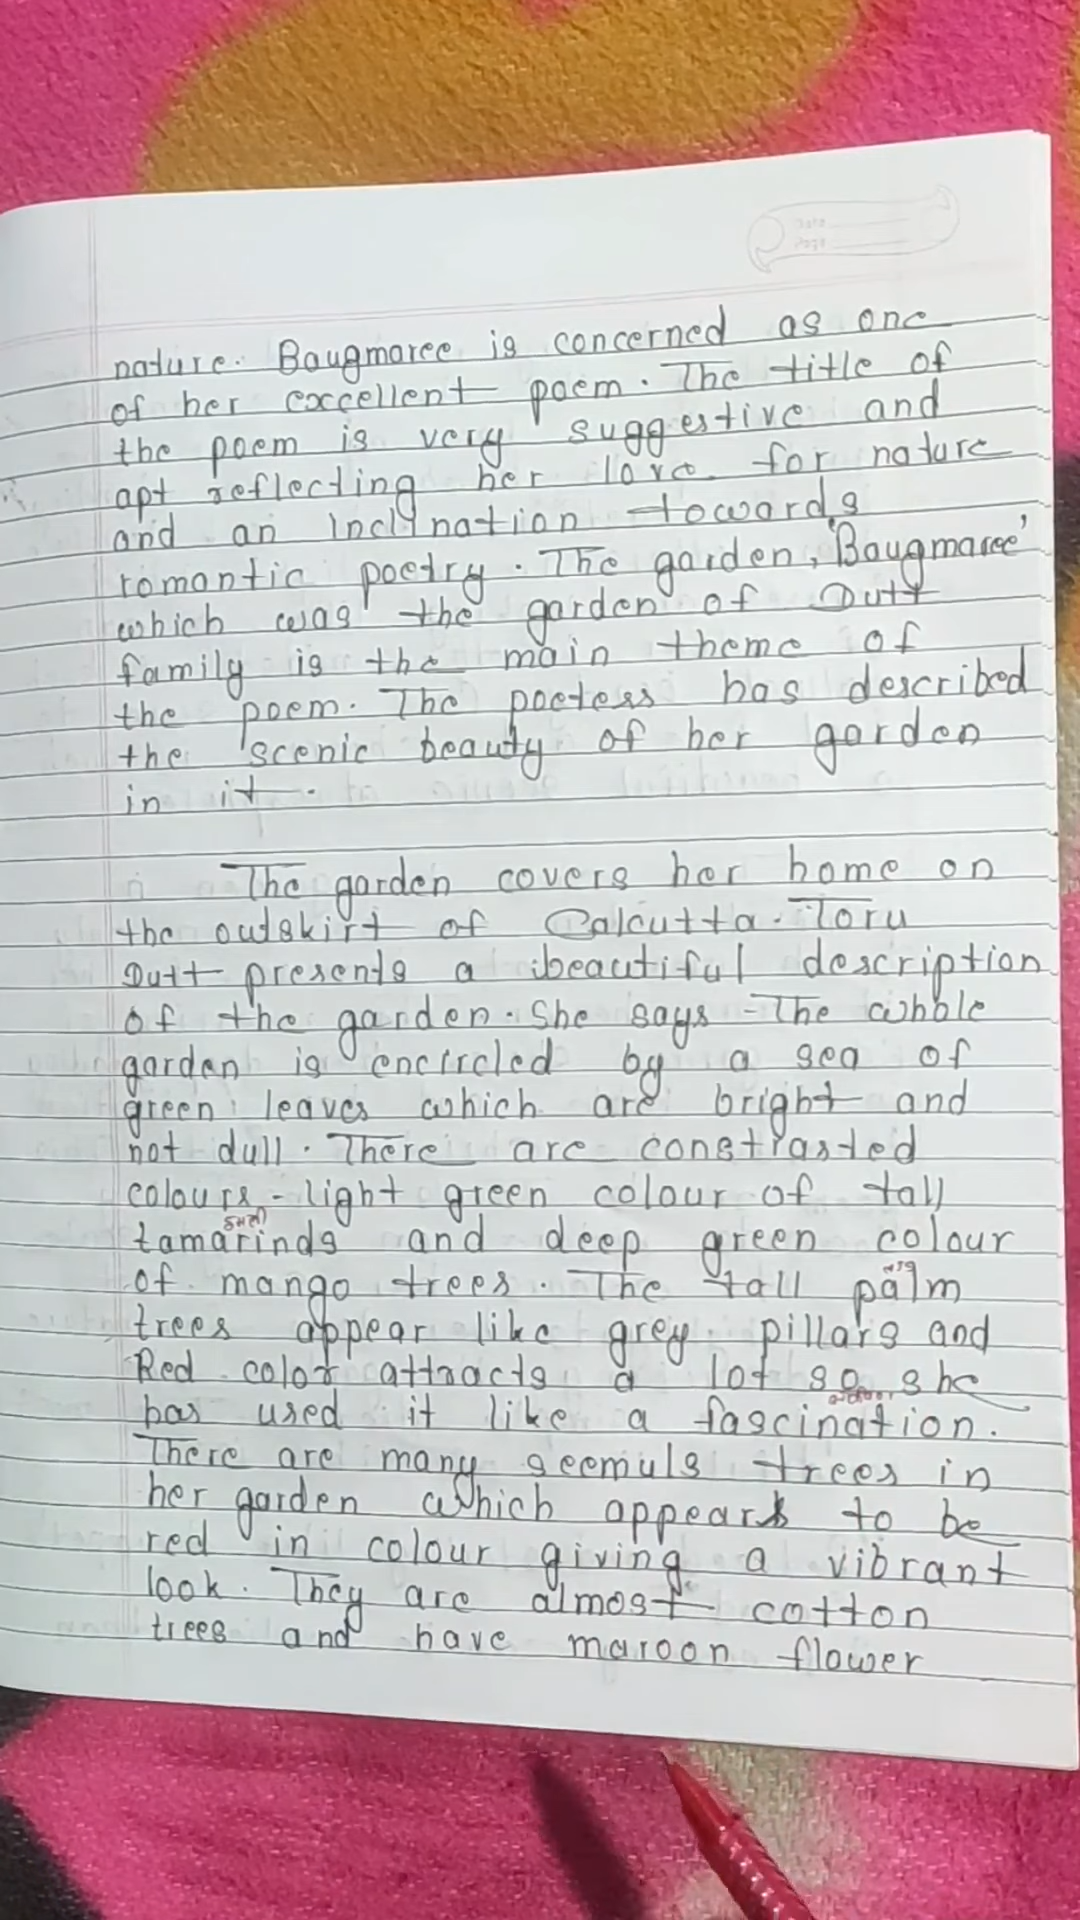 Date
Page
nature. Baugmaree is concerned as one
of her excellent poem. The title of
the poem is very suggestive and
apt reflecting her love for nature
and an inclination towards
romantic poetry. The garden, 'Baugmaree'
which was the garden of Dutt
family is the main theme of
the poem. The poetess has described
the scenic beauty of her garden
in it.
The garden covers her home on
the outskirt of Calcutta. Toru
Dutt presents a beautiful description
of the garden. She says - The whole
garden is encircled by a sea of
green leaves which are bright and
not dull. There are constrasted
colours - light green colour of tall
इमली
tamarinds and deep green colour
of mango trees. The tall palm
trees appear like grey pillars and
Red color attracts a lot so she
has used it like a fascination.
There are many seemuls trees in
her garden which appears to be
red in colour giving a vibrant
look. They are almost cotton
trees and have maroon flower